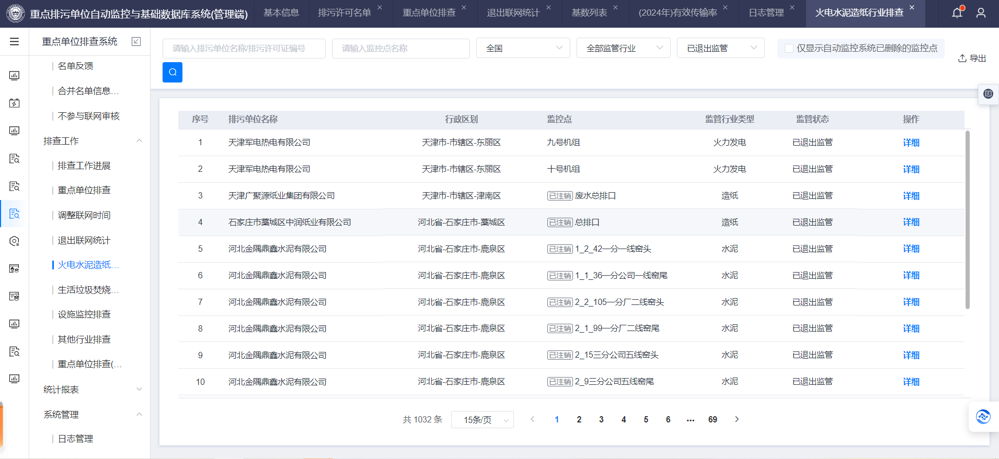 重点排污单位自动监控与基础数据库系统(管理端)
基本信息
排污许可名单
重点单位排查
退出联网统计
基数列表
(2024年)有效传输率
日志管理
火电水泥造纸行业排查
重点单位排查系统
名单反馈
合并名单信息...
不参与联网审核
排查工作
排查工作进展
重点单位排查
调整联网时间
退出联网统计
火电水泥造纸...
生活垃圾焚烧...
设施监控排查
其他行业排查
重点单位排查(...
统计报表
系统管理
日志管理
请输入排污单位名称/排污许可证编号
请输入监控点名称
全国
全部监管行业
已退出监管
仅显示自动监控系统已删除的监控点
导出
序号 排污单位名称 行政区划 监控点 监管行业类型 监管状态 操作
1 天津军电热电有限公司 天津市-市辖区-东丽区 九号机组 火力发电 已退出监管 详细
2 天津军电热电有限公司 天津市-市辖区-东丽区 十号机组 火力发电 已退出监管 详细
3 天津广聚源纸业集团有限公司 天津市-市辖区-津南区 已注销 废水总排口 造纸 已退出监管 详细
4 石家庄市藁城区中润纸业有限公司 河北省-石家庄市-藁城区 已注销 总排口 造纸 已退出监管 详细
5 河北金隅鼎鑫水泥有限公司 河北省-石家庄市-鹿泉区 已注销 1_2_42一分一线窑头 水泥 已退出监管 详细
6 河北金隅鼎鑫水泥有限公司 河北省-石家庄市-鹿泉区 已注销 1_1_36一分公司一线窑尾 水泥 已退出监管 详细
7 河北金隅鼎鑫水泥有限公司 河北省-石家庄市-鹿泉区 已注销 2_2_105一分厂二线窑头 水泥 已退出监管 详细
8 河北金隅鼎鑫水泥有限公司 河北省-石家庄市-鹿泉区 已注销 2_1_99一分厂二线窑尾 水泥 已退出监管 详细
9 河北金隅鼎鑫水泥有限公司 河北省-石家庄市-鹿泉区 已注销 2_15三分公司五线窑头 水泥 已退出监管 详细
10 河北金隅鼎鑫水泥有限公司 河北省-石家庄市-鹿泉区 已注销 2_9三分公司五线窑尾 水泥 已退出监管 详细
共 1032 条 15条/页 1 2 3 4 5 6 ... 69